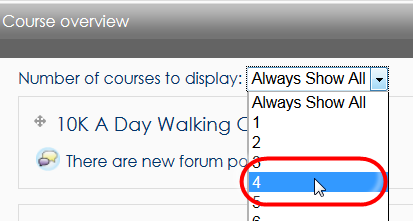 Course overview
Number of courses to display: Always Show All
Always Show All
10K A Day Walking
1
2
There are new forum
3
4
5
6